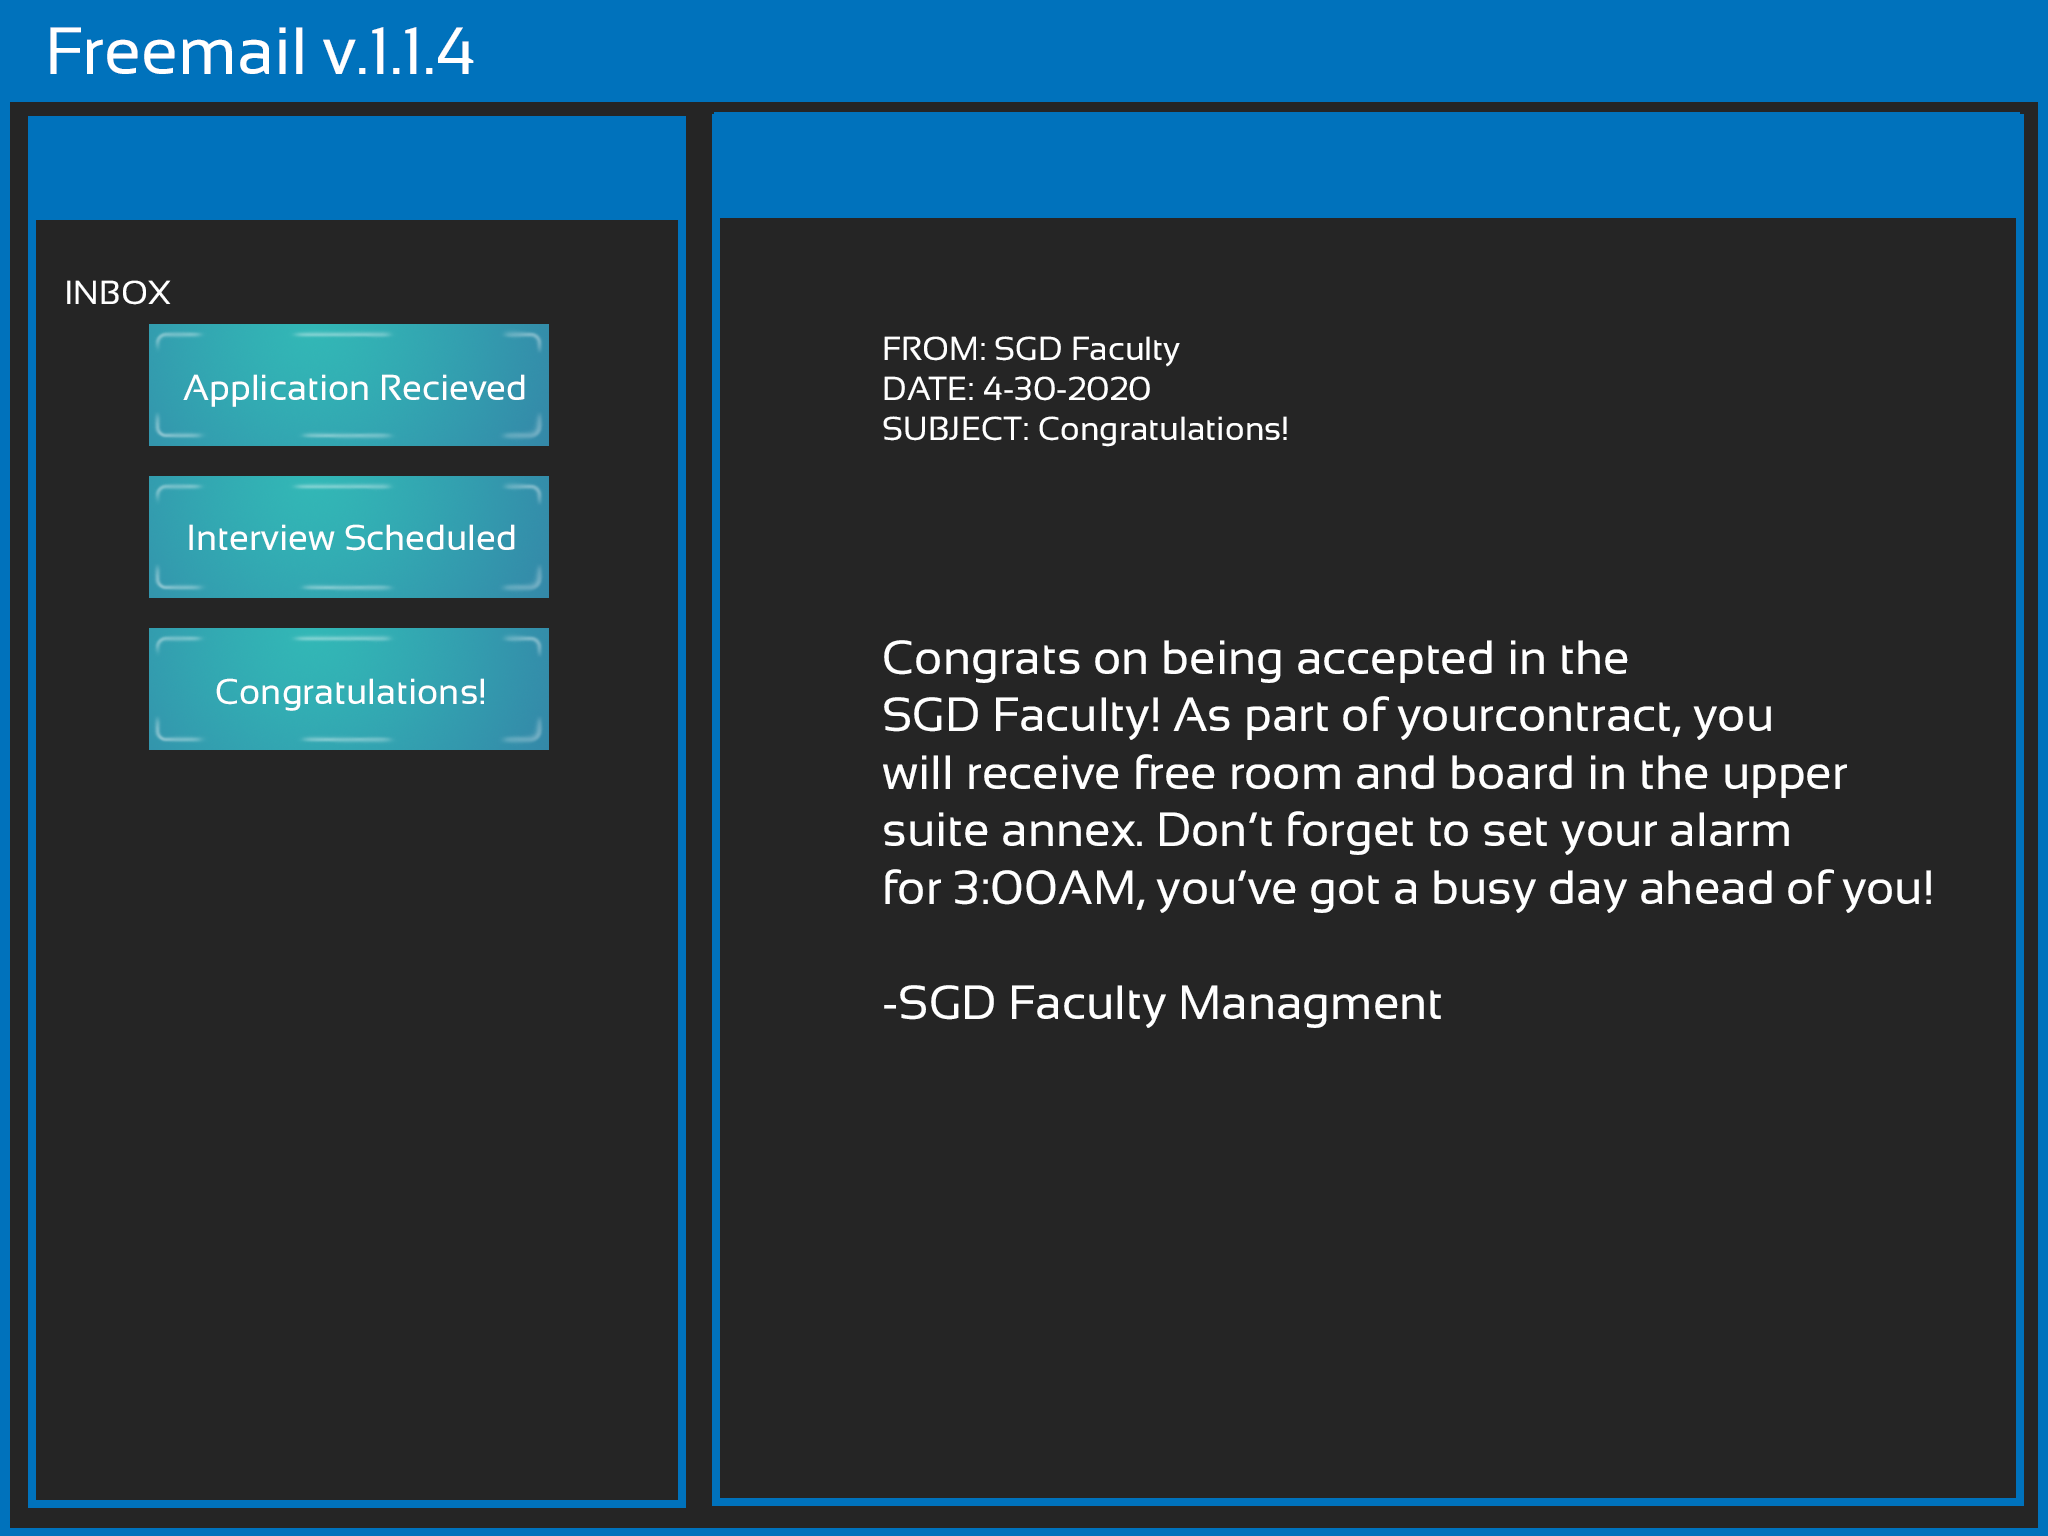 Freemail v.1.1.4
INBOX
Application Recieved
Interview Scheduled
Congratulations!
FROM: SGD Faculty
DATE: 4-30-2020
SUBJECT: Congratulations!
Congrats on being accepted in the
SGD Faculty! As part of yourcontract, you
will receive free room and board in the upper
suite annex. Don't forget to set your alarm
for 3:00AM, you've got a busy day ahead of you!
-SGD Faculty Managment